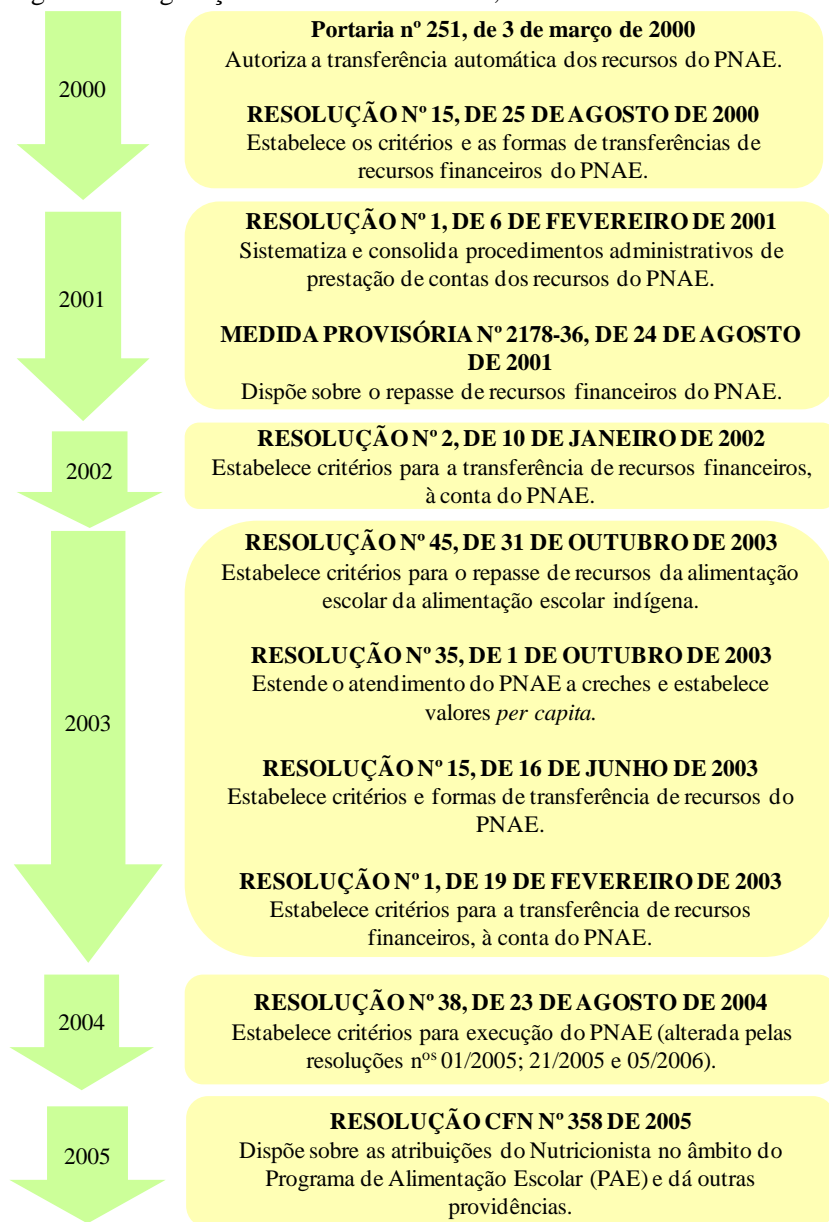 2000
Portaria nº 251, de 3 de março de 2000
Autoriza a transferência automática dos recursos do PNAE.
RESOLUÇÃO Nº 15, DE 25 DE AGOSTO DE 2000
Estabelece os critérios e as formas de transferências de
recursos financeiros do PNAE.
2001
RESOLUÇÃO Nº 1, DE 6 DE FEVEREIRO DE 2001
Sistematiza e consolida procedimentos administrativos de
prestação de contas dos recursos do PNAE.
MEDIDA PROVISÓRIA Nº 2178-36, DE 24 DE AGOSTO
DE 2001
Dispõe sobre o repasse de recursos financeiros do PNAE.
2002
RESOLUÇÃO Nº 2, DE 10 DE JANEIRO DE 2002
Estabelece critérios para a transferência de recursos financeiros,
à conta do PNAE.
2003
RESOLUÇÃO Nº 45, DE 31 DE OUTUBRO DE 2003
Estabelece critérios para o repasse de recursos da alimentação
escolar da alimentação escolar indígena.
RESOLUÇÃO Nº 35, DE 1 DE OUTUBRO DE 2003
Estende o atendimento do PNAE a creches e estabelece
valores per capita.
RESOLUÇÃO Nº 15, DE 16 DE JUNHO DE 2003
Estabelece critérios e formas de transferência de recursos do
PNAE.
RESOLUÇÃO Nº 1, DE 19 DE FEVEREIRO DE 2003
Estabelece critérios para a transferência de recursos
financeiros, à conta do PNAE.
2004
RESOLUÇÃO Nº 38, DE 23 DE AGOSTO DE 2004
Estabelece critérios para execução do PNAE (alterada pelas
resoluções nºs 01/2005; 21/2005 e 05/2006).
2005
RESOLUÇÃO CFN Nº 358 DE 2005
Dispõe sobre as atribuições do Nutricionista no âmbito do
Programa de Alimentação Escolar (PAE) e dá outras
providências.